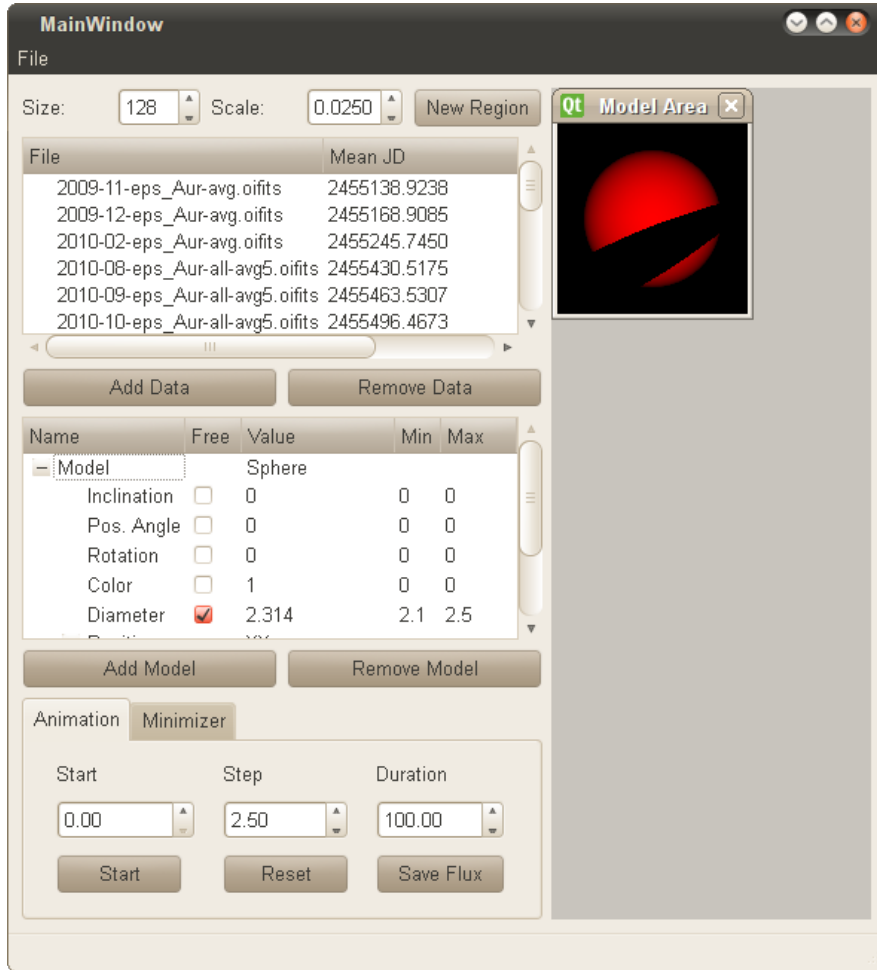 MainWindow
File
Size: 128 Scale: 0.0250 New Region
Qt Model Area
File Mean JD
2009-11-eps_Aur-avg.oifits 2455138.9238
2009-12-eps_Aur-avg.oifits 2455168.9085
2010-02-eps_Aur-avg.oifits 2455245.7450
2010-08-eps_Aur-all-avg5.oifits 2455430.5175
2010-09-eps_Aur-all-avg5.oifits 2455463.5307
2010-10-eps_Aur-all-avg5.oifits 2455496.4673
Add Data Remove Data
Name Free Value Min Max
Model Sphere
Inclination 0 0 0
Pos. Angle 0 0 0
Rotation 0 0 0
Color 1 0 0
Diameter 2.314 2.1 2.5
Add Model Remove Model
Animation Minimizer
Start Step Duration
0.00 2.50 100.00
Start Reset Save Flux